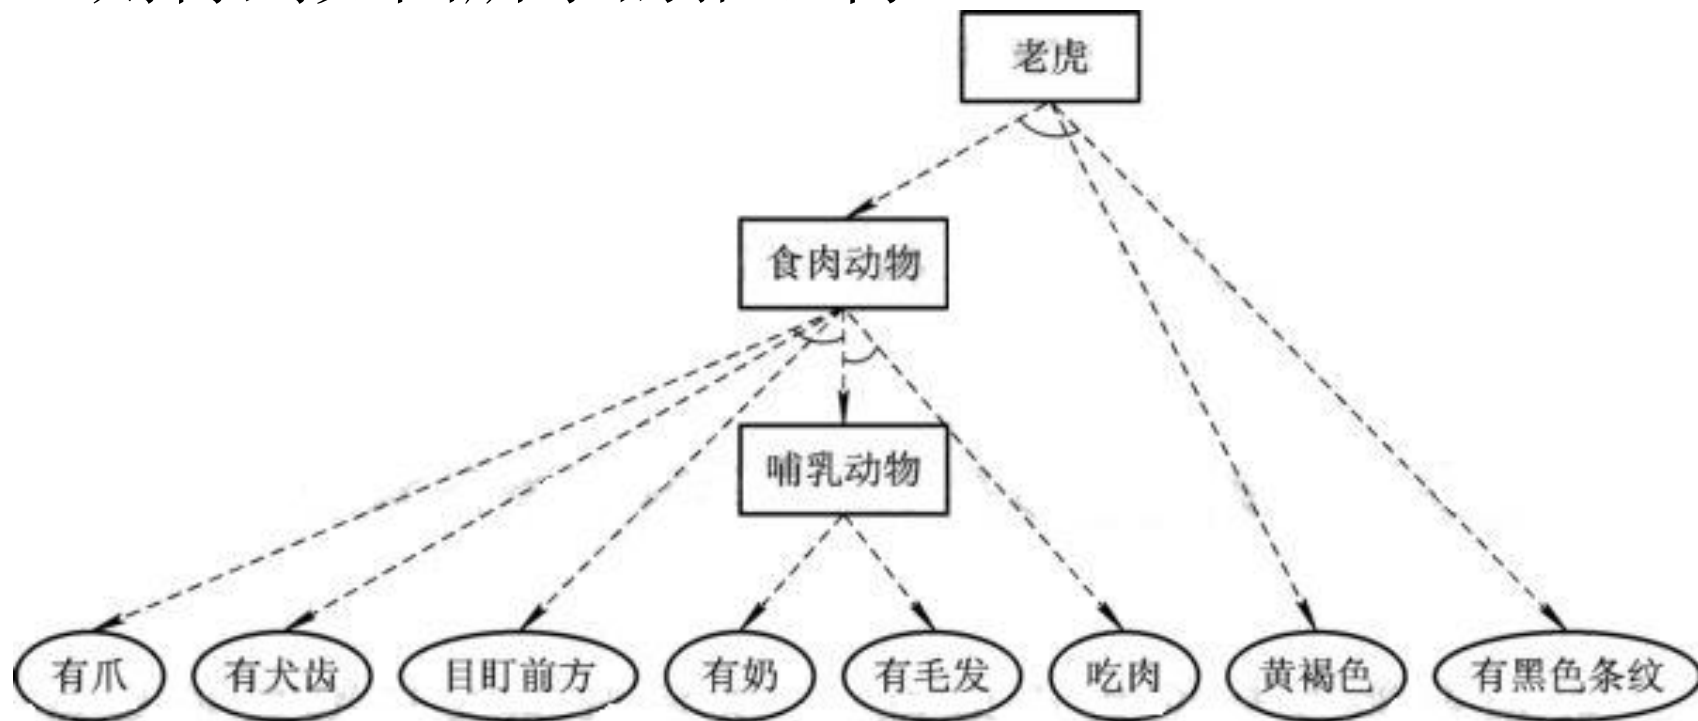 老虎
食肉动物
哺乳动物
有爪
有犬齿
目盯前方
有奶
有毛发
吃肉
黄褐色
有黑色条纹